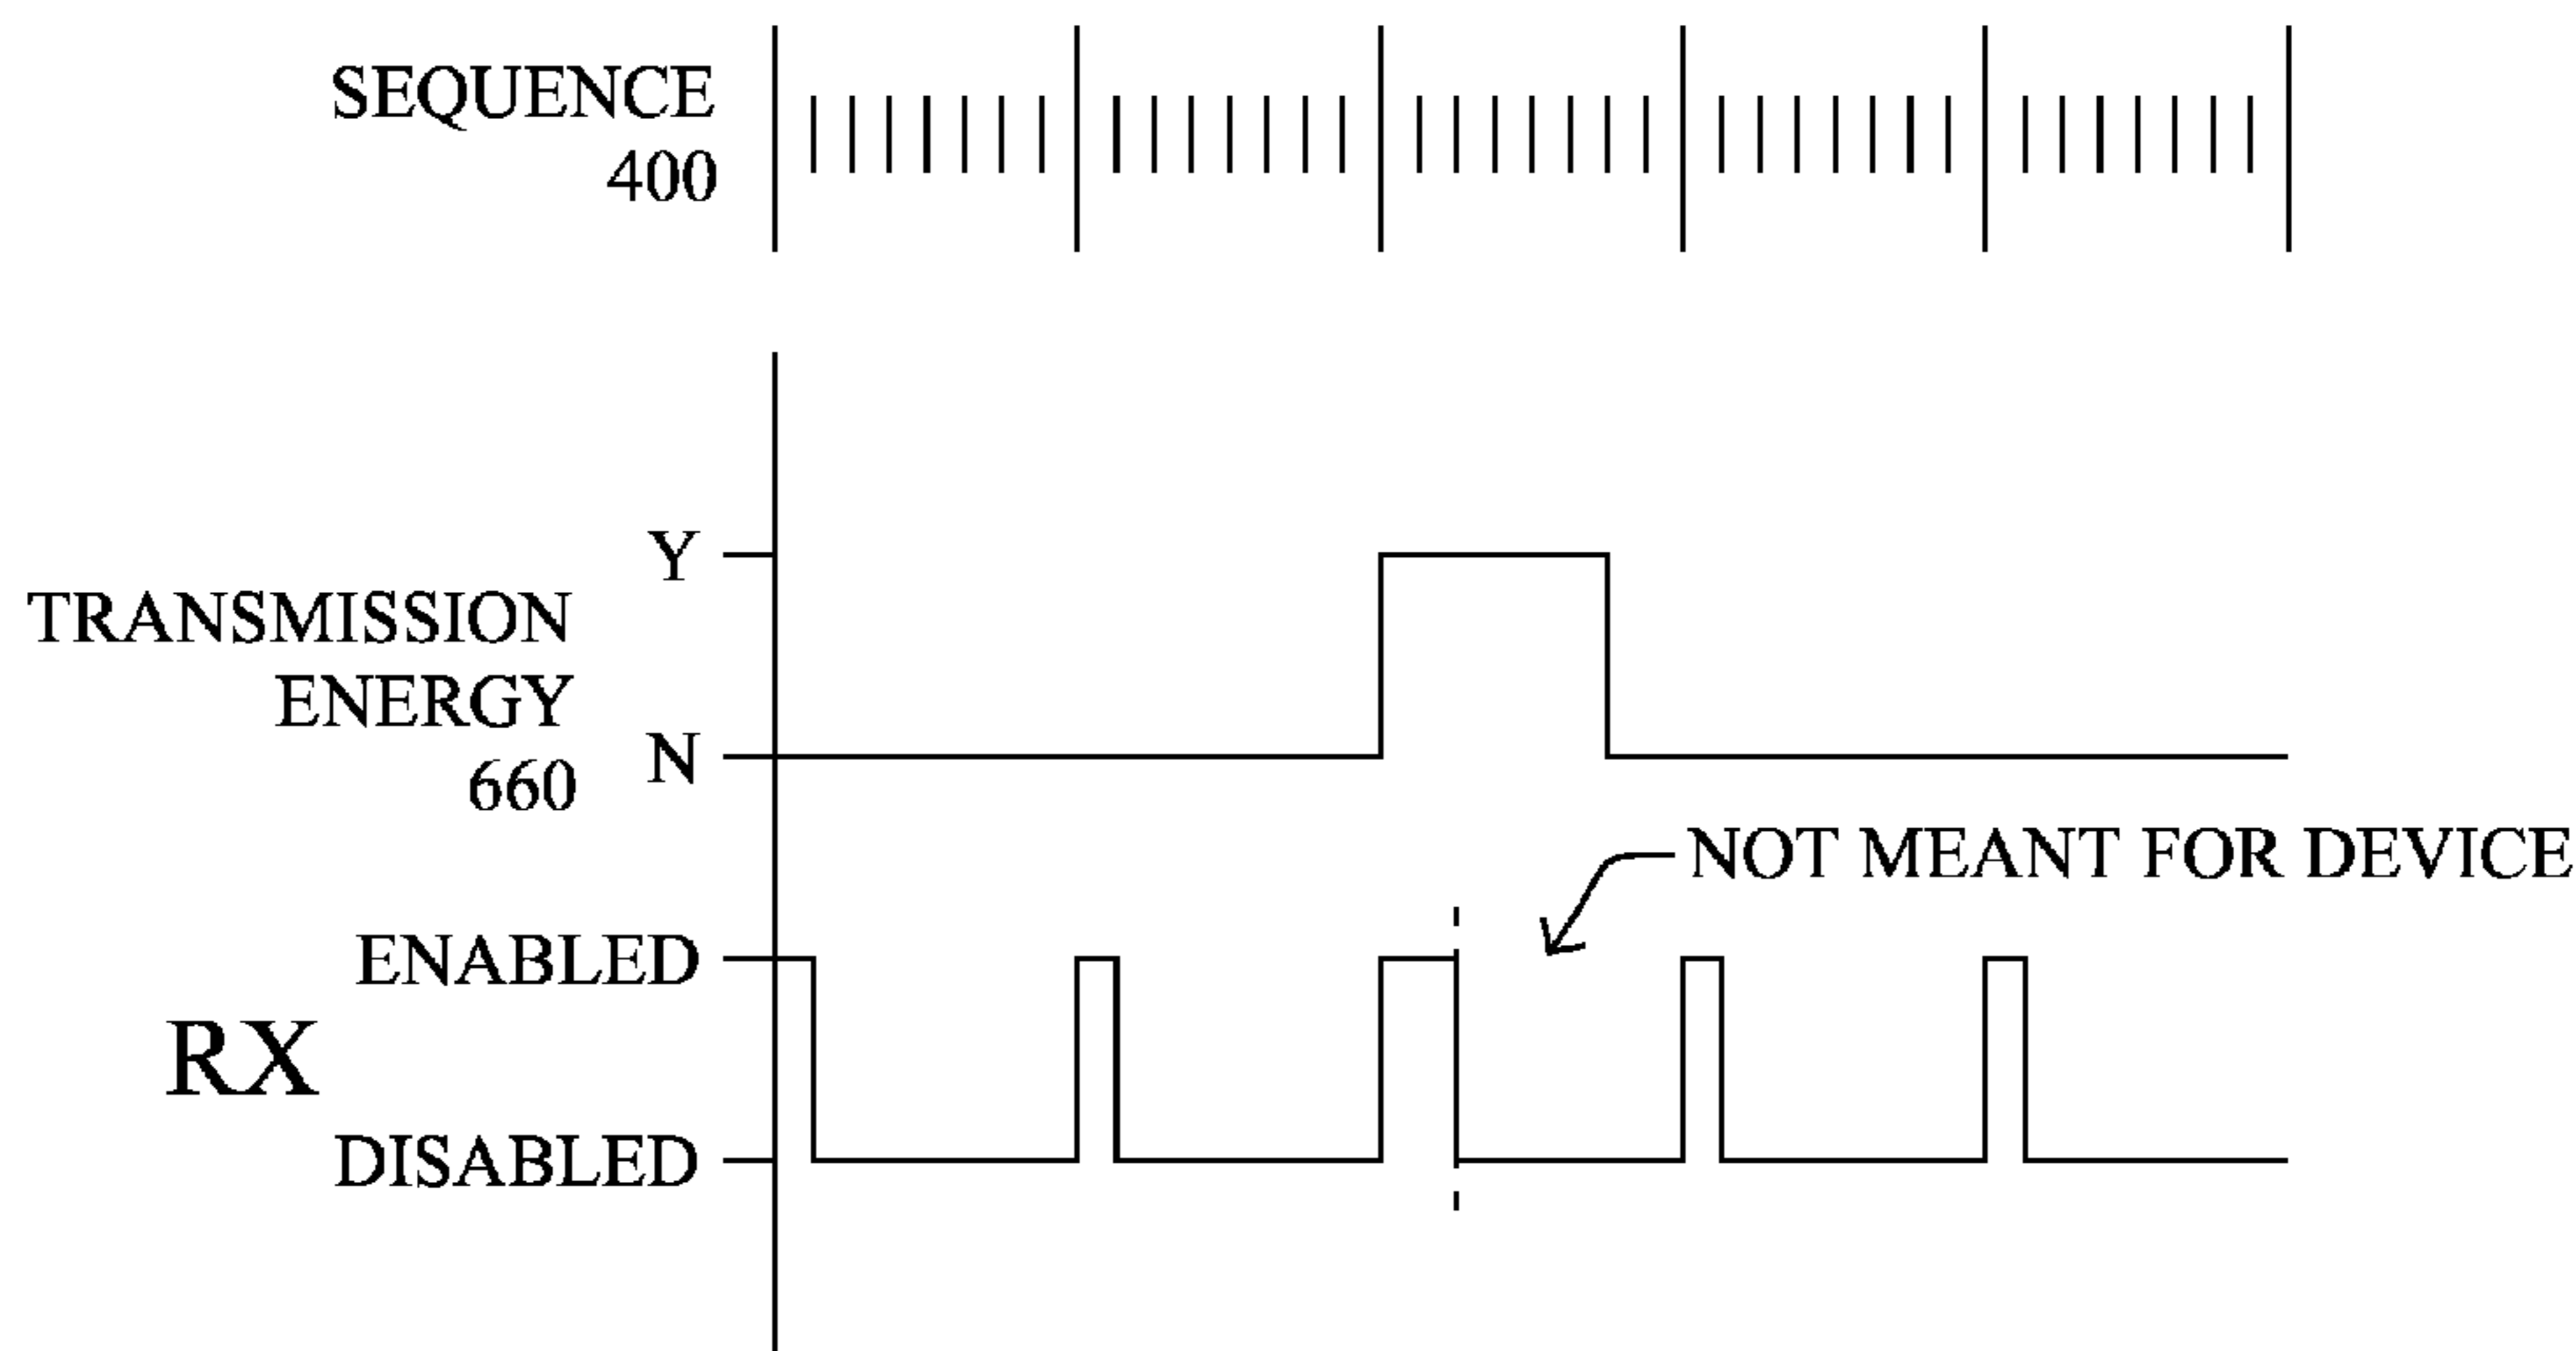 SEQUENCE
400
Y
TRANSMISSION
ENERGY
N
660
NOT MEANT FOR DEVICE
ENABLED
RX
DISABLED